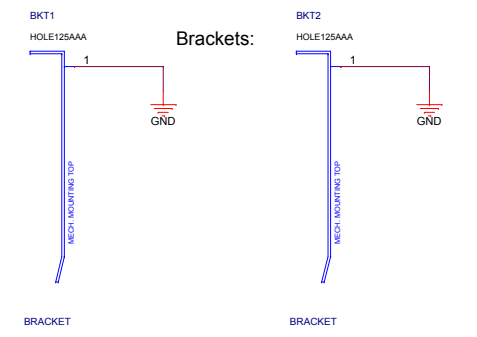 BKT1
HOLE125AAA
1
GND
MECH. MOUNTING TOP
BRACKET
Brackets:
BKT2
HOLE125AAA
1
GND
MECH. MOUNTING TOP
BRACKET